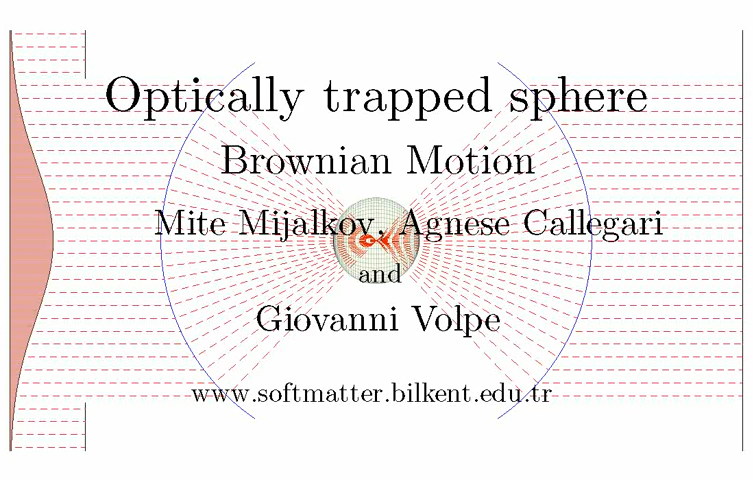 Optically trapped sphere
Brownian Motion
Mite Mijalkov, Agnese Callegari
and
Giovanni Volpe
www.softmatter.bilkent.edu.tr